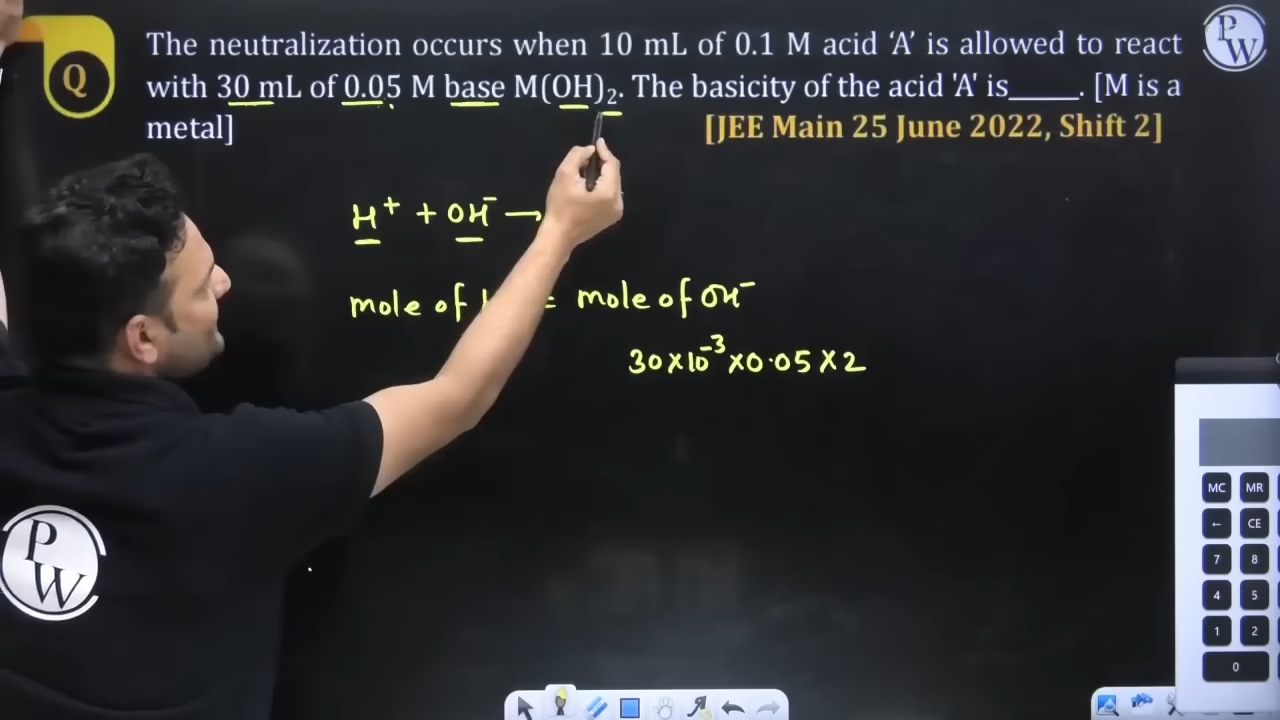 Q
The neutralization occurs when 10 mL of 0.1 M acid ‘A’ is allowed to react
with 30 mL of 0.05 M base M(OH)₂. The basicity of the acid 'A' is_____. [M is a
metal]
[JEE Main 25 June 2022, Shift 2]
P
W
H⁺ + OH⁻ →
mole of = mole of OH⁻
30×10⁻³×0.05×2
P
W
MC MR
← CE
7 8
4 5
1 2
0